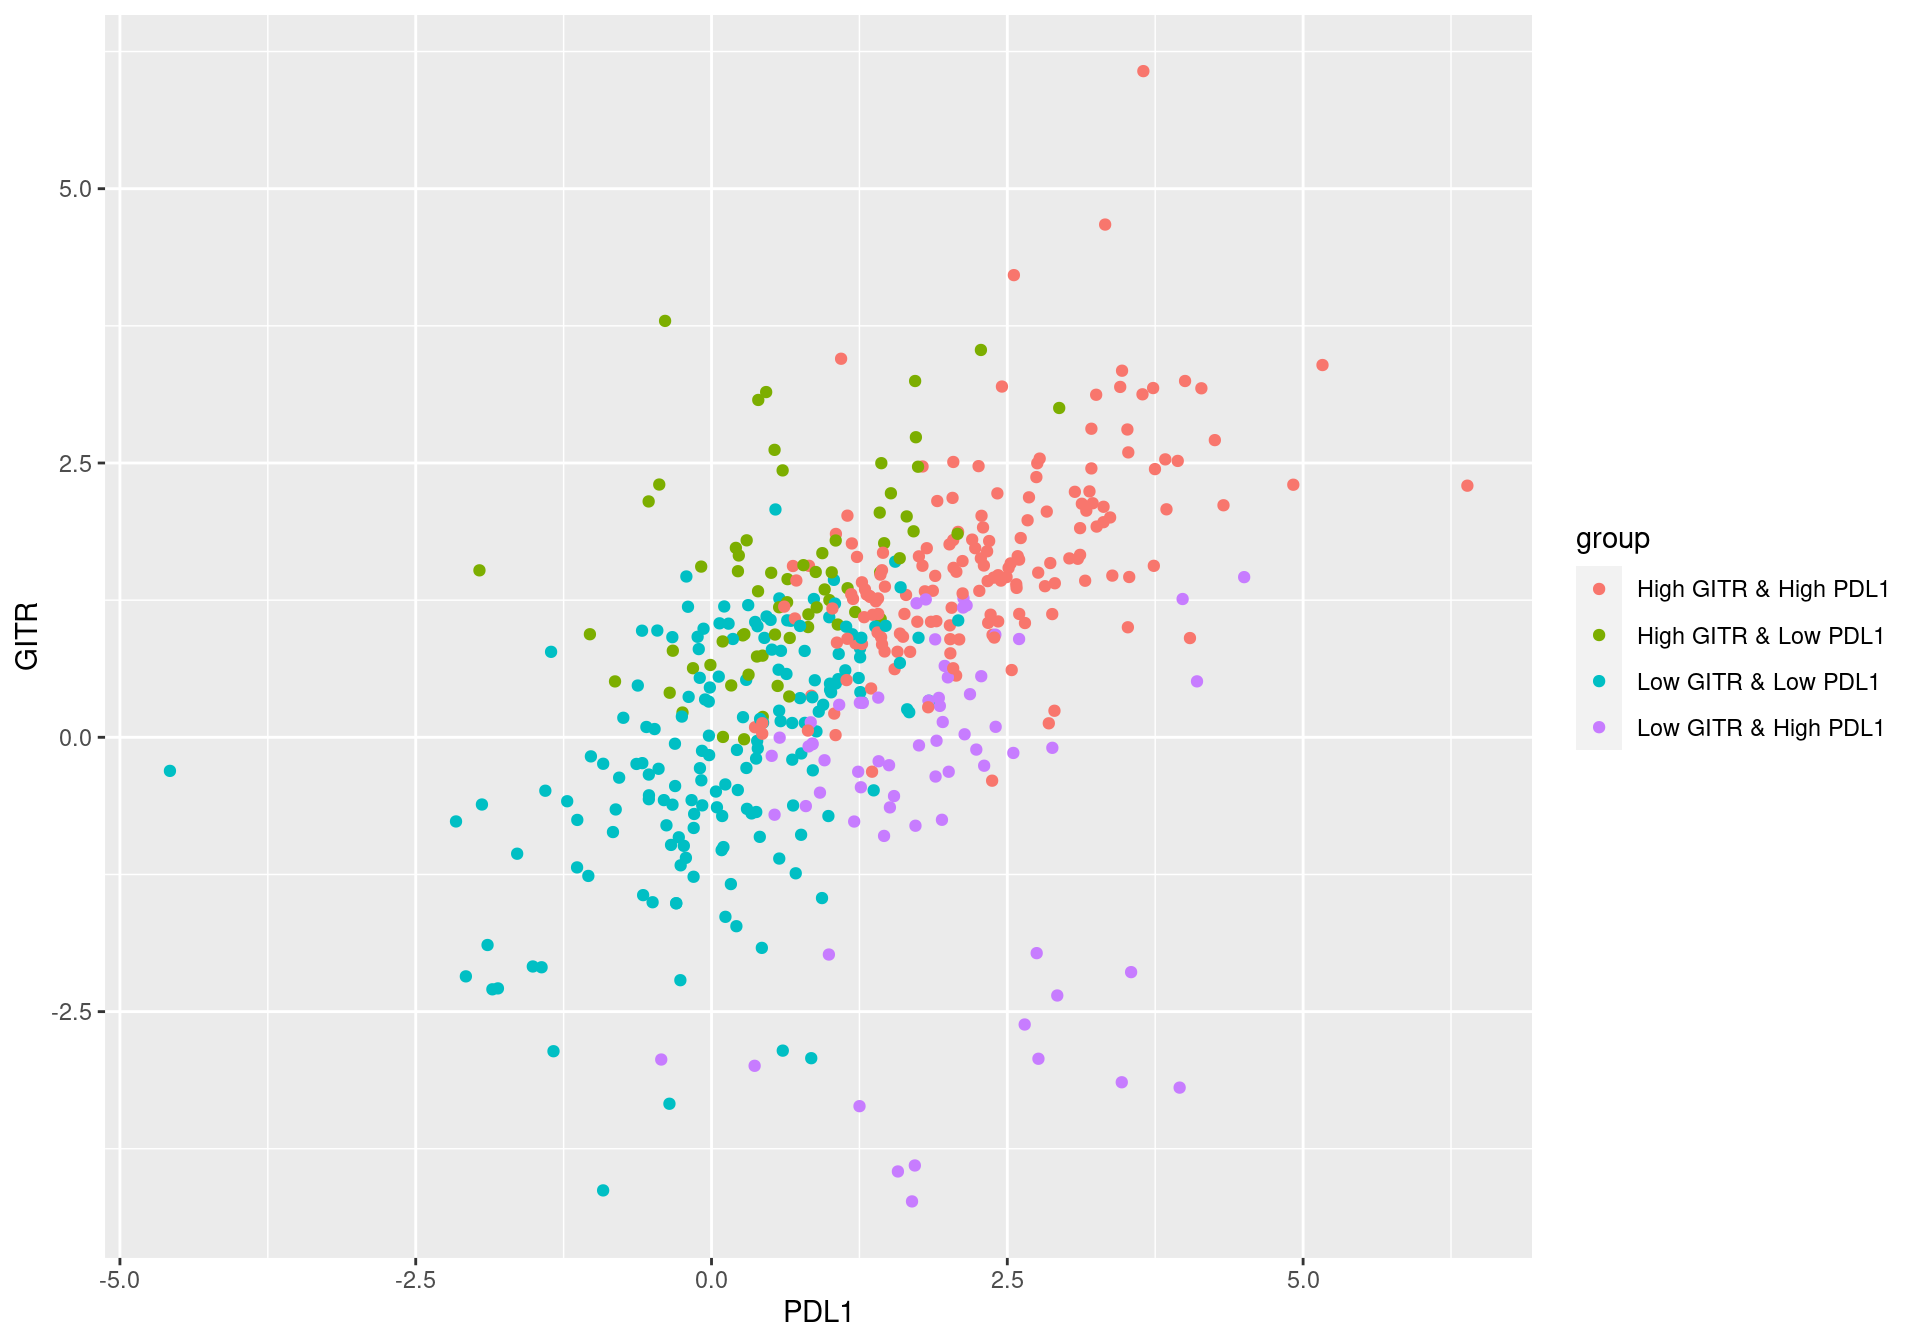 5.0
2.5
0.0
-2.5
GITR
-5.0
-2.5
0.0
2.5
5.0
PDL1
group
High GITR & High PDL1
High GITR & Low PDL1
Low GITR & Low PDL1
Low GITR & High PDL1